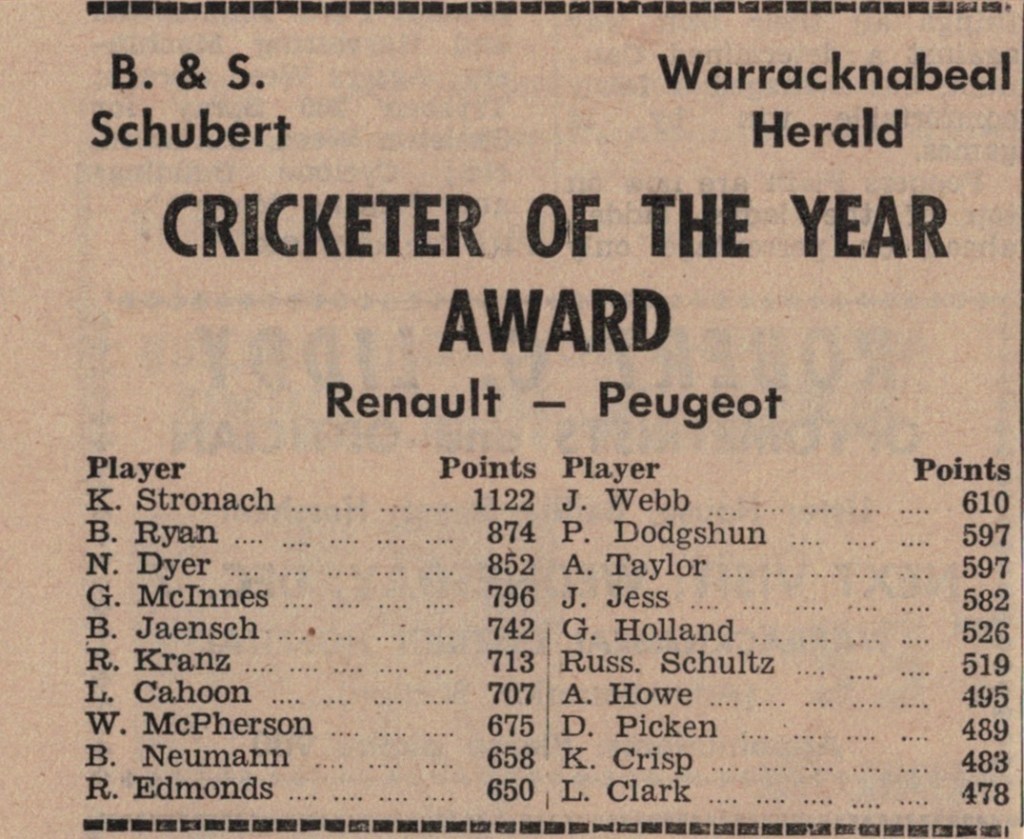 B. & S. Warracknabeal
Schubert Herald
CRICKETER OF THE YEAR
AWARD
Renault — Peugeot
Player Points Player Points
K. Stronach .... .... .... .... 1122 J. Webb .... .... .... .... .... 610
B. Ryan .... .... .... .... .... 874 P. Dodgshun .... .... .... 597
N. Dyer .... .... .... .... .... 852 A. Taylor .... .... .... .... 597
G. McInnes .... .... .... .... 796 J. Jess .... .... .... .... .... 582
B. Jaensch .... .... .... .... 742 G. Holland .... .... .... .... 526
R. Kranz .... .... .... .... 713 Russ. Schultz .... .... .... 519
L. Cahoon .... .... .... .... 707 A. Howe .... .... .... .... .... 495
W. McPherson .... .... .... 675 D. Picken .... .... .... .... 489
B. Neumann .... .... .... 658 K. Crisp .... .... .... .... .... 483
R. Edmonds .... .... .... .... 650 L. Clark .... .... .... .... 478